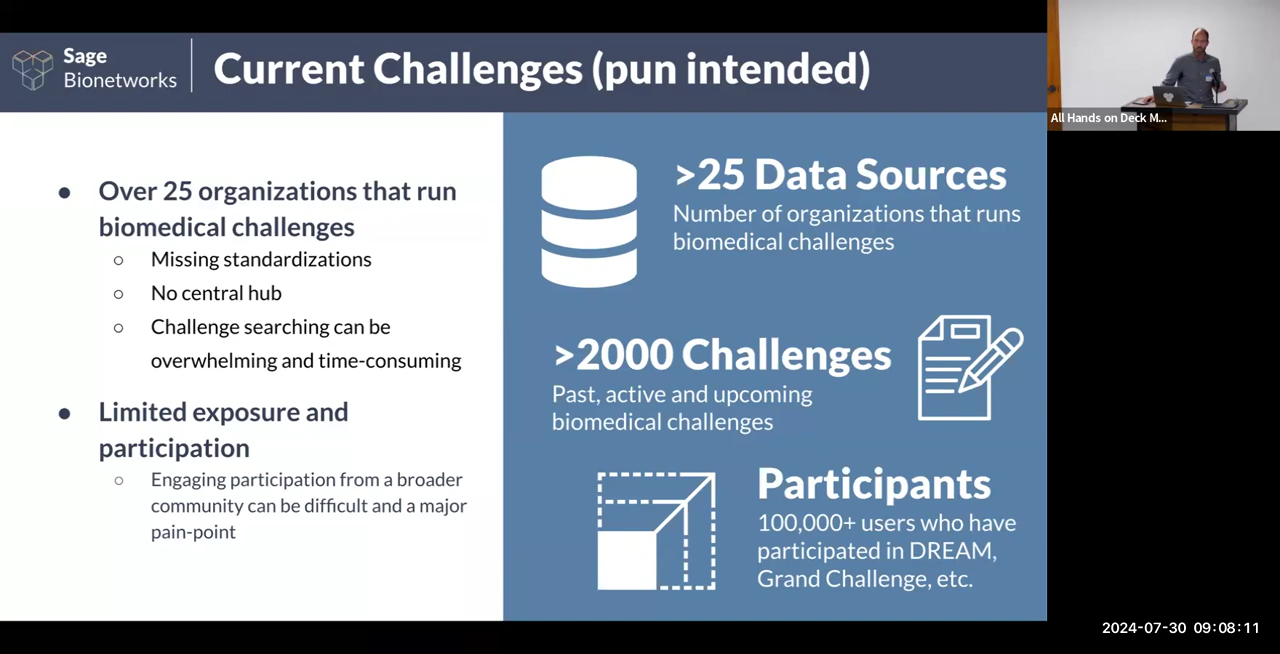 Sage
Bionetworks
Current Challenges (pun intended)
● Over 25 organizations that run
biomedical challenges
○ Missing standardizations
○ No central hub
○ Challenge searching can be
overwhelming and time-consuming
● Limited exposure and
participation
○ Engaging participation from a broader
community can be difficult and a major
pain-point
>25 Data Sources
Number of organizations that runs
biomedical challenges
>2000 Challenges
Past, active and upcoming
biomedical challenges
Participants
100,000+ users who have
participated in DREAM,
Grand Challenge, etc.
All Hands on Deck M...
2024-07-30 09:08:11